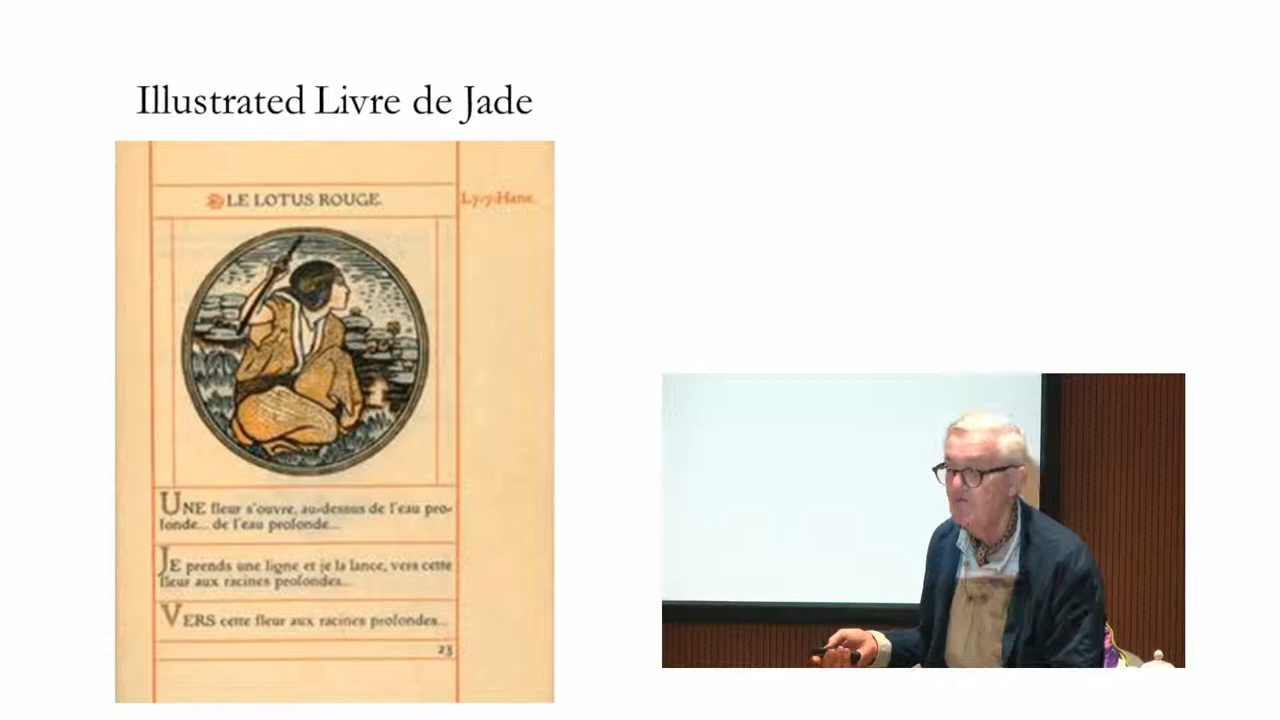 Illustrated Livre de Jade
LE LOTUS ROUGE.
Ly-y-Hane.
UNE fleur s'ouvre, au-dessus de l'eau pro-
fonde... de l'eau profonde...
JE prends une ligne et je la lance, vers cette
fleur aux racines profondes...
VERS cette fleur aux racines profondes...
23